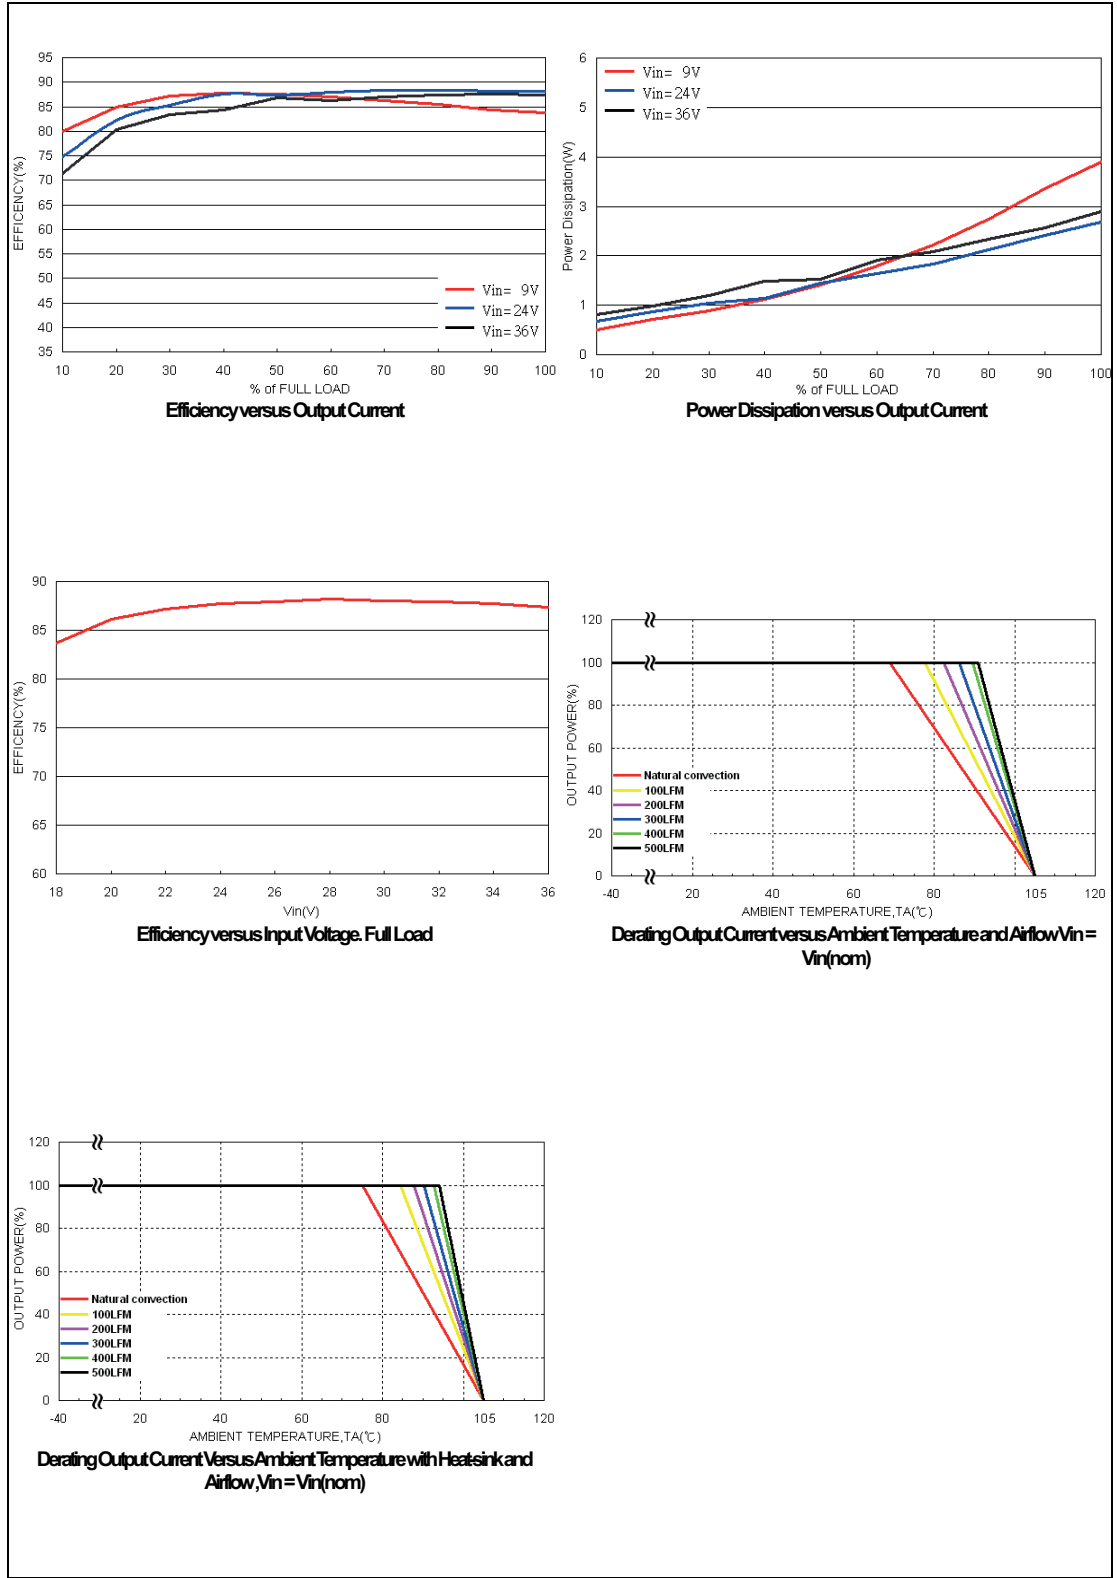 95
90
85
80
75
70
65
60
55
50
45
40
35
EFFICENCY(%)
Vin= 9V
Vin=24V
Vin=36V
10 20 30 40 50 60 70 80 90 100
% of FULL LOAD
Efficiency versus Output Current
6
5
4
3
2
1
0
Power Dissipation(W)
Vin= 9V
Vin=24V
Vin=36V
10 20 30 40 50 60 70 80 90 100
% of FULL LOAD
Power Dissipation versus Output Current
90
85
80
75
70
65
60
EFFICENCY(%)
18 20 22 24 26 28 30 32 34 36
Vin(V)
Efficiency versus Input Voltage. Full Load
120
100
80
60
40
20
0
OUTPUT POWER(%)
Natural convection
100LFM
200LFM
300LFM
400LFM
500LFM
-40 20 40 60 80 105 120
AMBIENT TEMPERATURE,TA(℃)
Derating Output Current versus Ambient Temperature and Airflow Vin =
Vin(nom)
120
100
80
60
40
20
0
OUTPUT POWER(%)
Natural convection
100LFM
200LFM
300LFM
400LFM
500LFM
-40 20 40 60 80 105 120
AMBIENT TEMPERATURE,TA(℃)
Derating Output Current Versus Ambient Temperature with Heat-sink and
Airflow ,Vin = Vin(nom)